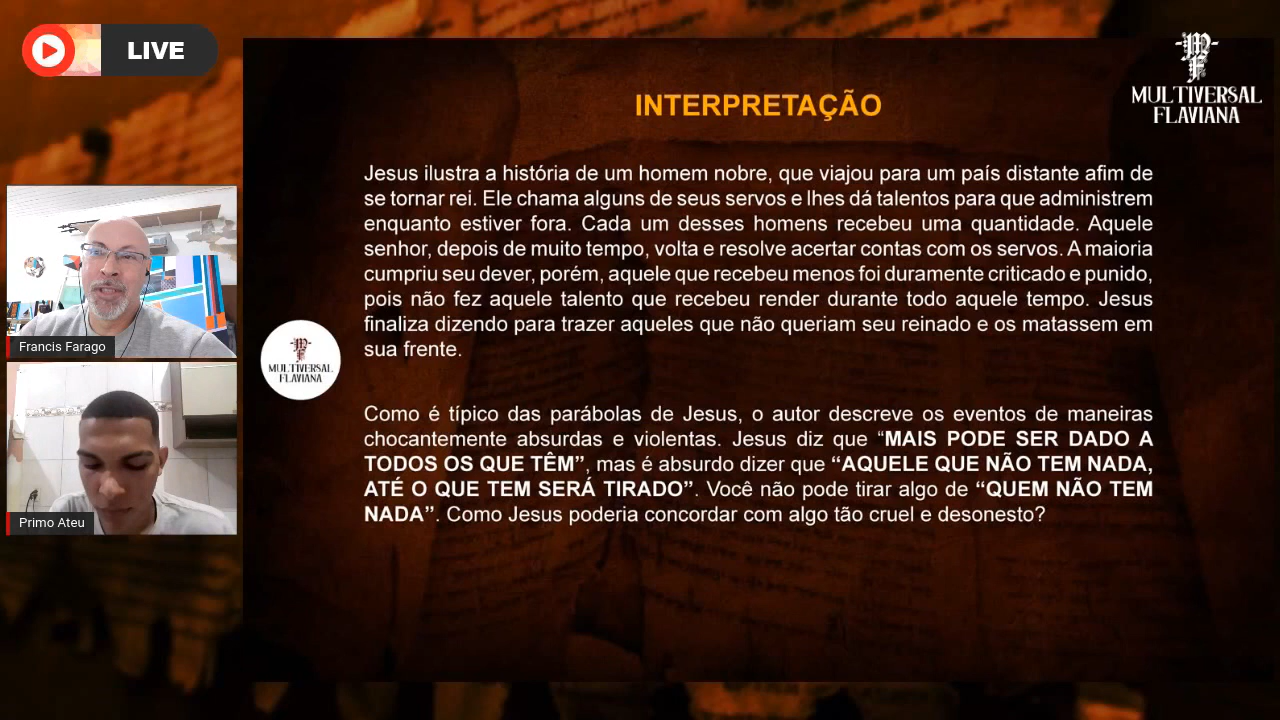 LIVE
MULTIVERSAL
FLAVIANA
INTERPRETAÇÃO
Jesus ilustra a história de um homem nobre, que viajou para um país distante afim de
se tornar rei. Ele chama alguns de seus servos e lhes dá talentos para que administrem
enquanto estiver fora. Cada um desses homens recebeu uma quantidade. Aquele
senhor, depois de muito tempo, volta e resolve acertar contas com os servos. A maioria
cumpriu seu dever, porém, aquele que recebeu menos foi duramente criticado e punido,
pois não fez aquele talento que recebeu render durante todo aquele tempo. Jesus
finaliza dizendo para trazer aqueles que não queriam seu reinado e os matassem em
sua frente.
Francis Farago
MULTIVERSAL
FLAVIANA
Como é típico das parábolas de Jesus, o autor descreve os eventos de maneiras
chocantemente absurdas e violentas. Jesus diz que “MAIS PODE SER DADO A
TODOS OS QUE TÊM”, mas é absurdo dizer que “AQUELE QUE NÃO TEM NADA,
ATÉ O QUE TEM SERÁ TIRADO”. Você não pode tirar algo de “QUEM NÃO TEM
NADA”. Como Jesus poderia concordar com algo tão cruel e desonesto?
Primo Ateu